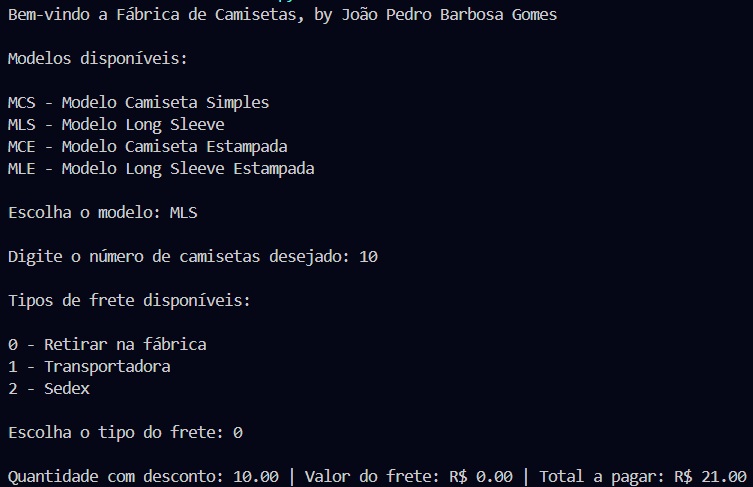 Bem-vindo a Fábrica de Camisetas, by João Pedro Barbosa Gomes
Modelos disponíveis:
MCS - Modelo Camiseta Simples
MLS - Modelo Long Sleeve
MCE - Modelo Camiseta Estampada
MLE - Modelo Long Sleeve Estampada
Escolha o modelo: MLS
Digite o número de camisetas desejado: 10
Tipos de frete disponíveis:
0 - Retirar na fábrica
1 - Transportadora
2 - Sedex
Escolha o tipo do frete: 0
Quantidade com desconto: 10.00 | Valor do frete: R$ 0.00 | Total a pagar: R$ 21.00